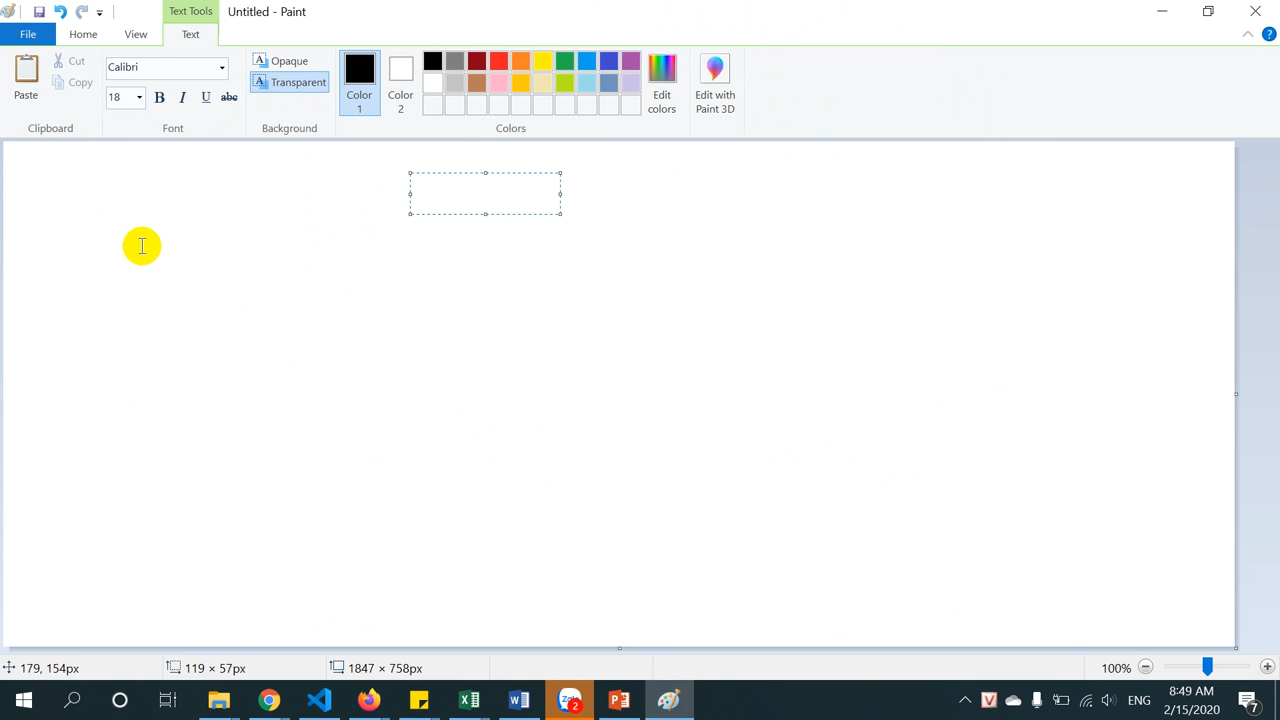 Text Tools
Untitled - Paint
File
Home
View
Text
Paste
Cut
Copy
Clipboard
Calibri
18
B I U abc
Font
Opaque
Transparent
Background
Color 1
Color 2
Edit colors
Colors
Edit with Paint 3D
179, 154px
119 × 57px
1847 × 758px
100%
2
ENG
8:49 AM
2/15/2020
7